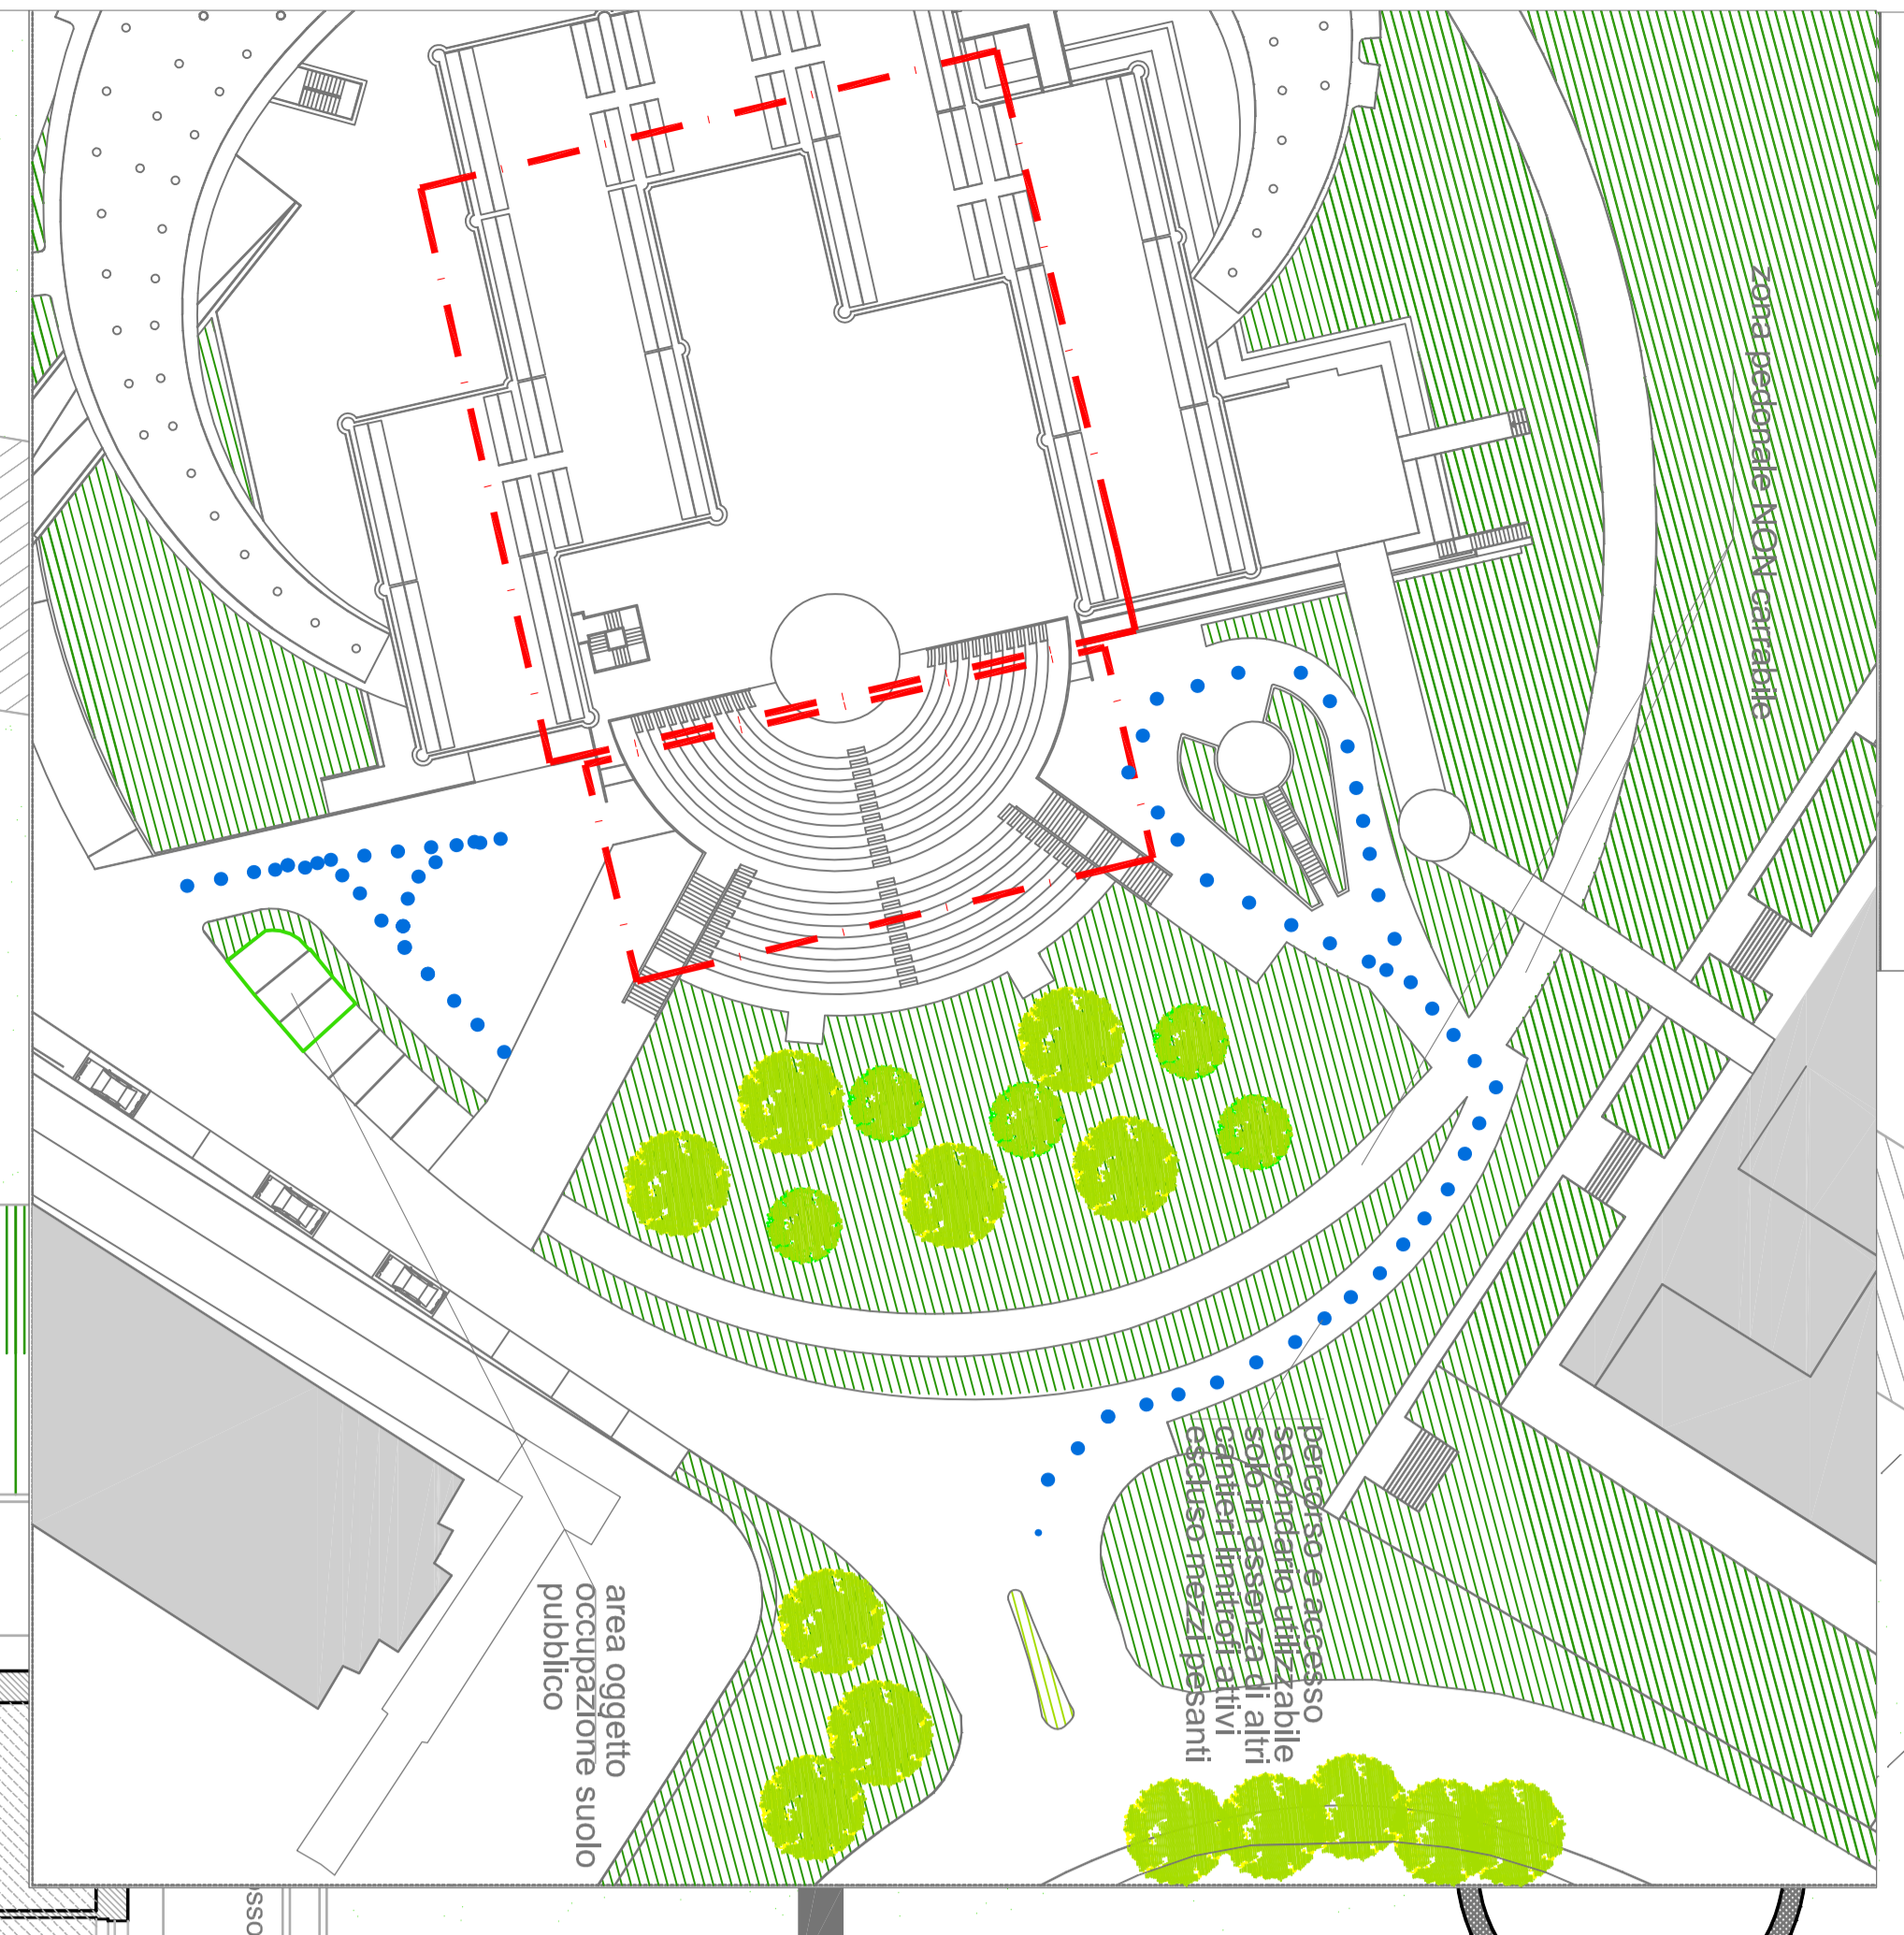 zona pedonale NON carrabile
percorso e accesso
secondario utilizzabile
solo in assenza di altri
cantieri limitrofi attivi
escluso mezzi pesanti
area oggetto
occupazione suolo
pubblico